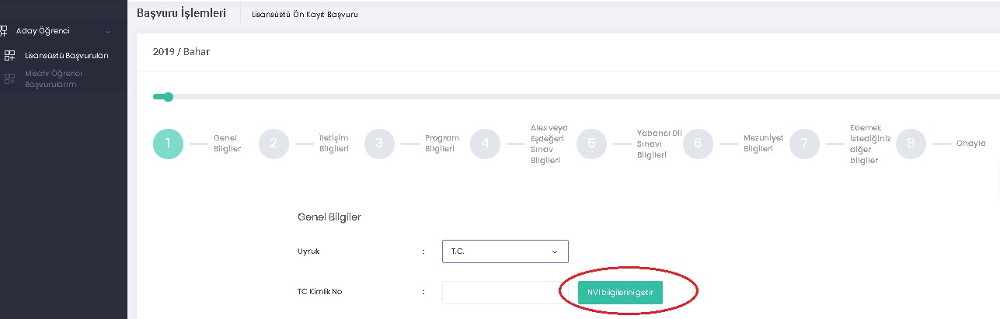 Başvuru İşlemleri
Lisansüstü Ön Kayıt Başvuru
Aday Öğrenci
Lisansüstü Başvuruları
Misafir Öğrenci
Başvurularım
2019 / Bahar
1
Genel
Bilgiler
2
İletişim
Bilgileri
3
Program
Bilgileri
4
Ales veya
Eşdeğeri
Sınav
Bilgileri
5
Yabancı Dil
Sınavı
Bilgileri
6
Mezuniyet
Bilgileri
7
Eklemek
istediğiniz
diğer
bilgiler
8
Onayla
Genel Bilgiler
Uyruk : T.C.
TC Kimlik No : NVI bilgilerini getir